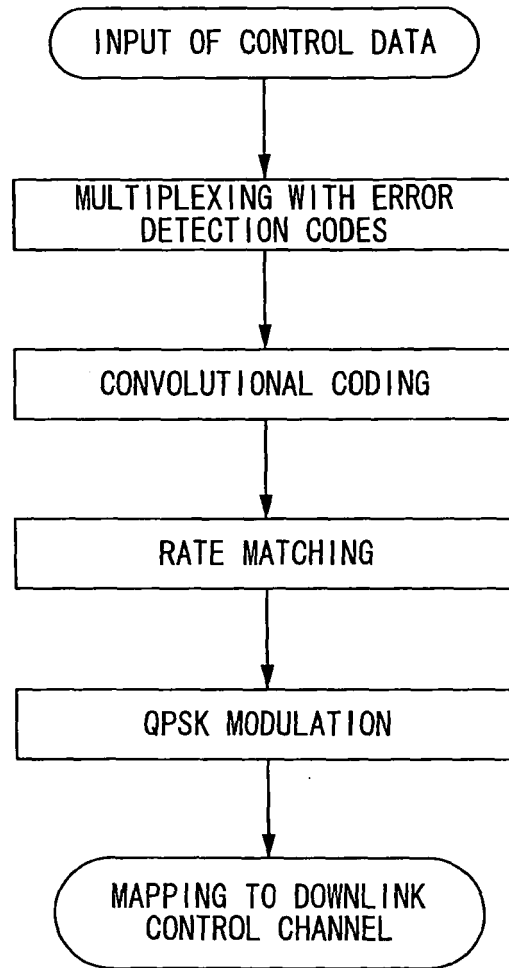 INPUT OF CONTROL DATA
MULTIPLEXING WITH ERROR
DETECTION CODES
CONVOLUTIONAL CODING
RATE MATCHING
QPSK MODULATION
MAPPING TO DOWNLINK
CONTROL CHANNEL